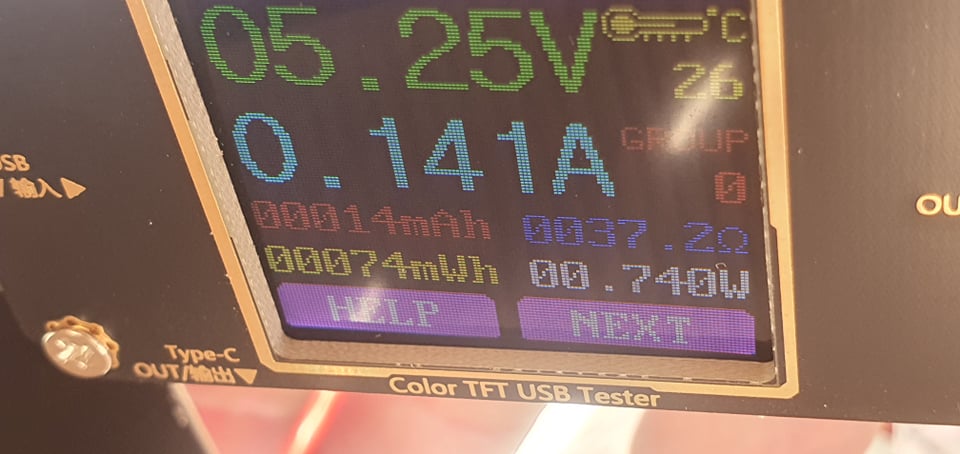 05.25V
°C
26
0.141A
GROUP
0
00014mAh
0037.2Ω
00074mWh
00.740W
HELP
NEXT
USB
/输入▶
OU
Type-C
OUT/输出▼
Color TFT USB Tester